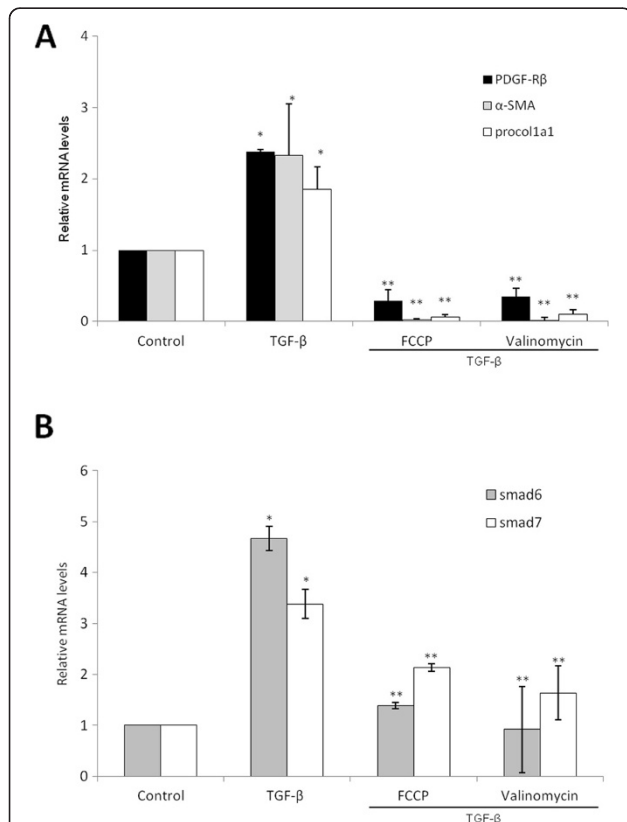 A
4
3
2
1
0
Relative mRNA levels
PDGF-Rβ
α-SMA
procol1a1
* * *
** ** ** ** ** **
Control TGF-β FCCP Valinomycin
TGF-β
B
6
5
4
3
2
1
0
Relative mRNA levels
smad6
smad7
* *
** ** ** **
Control TGF-β FCCP Valinomycin
TGF-β